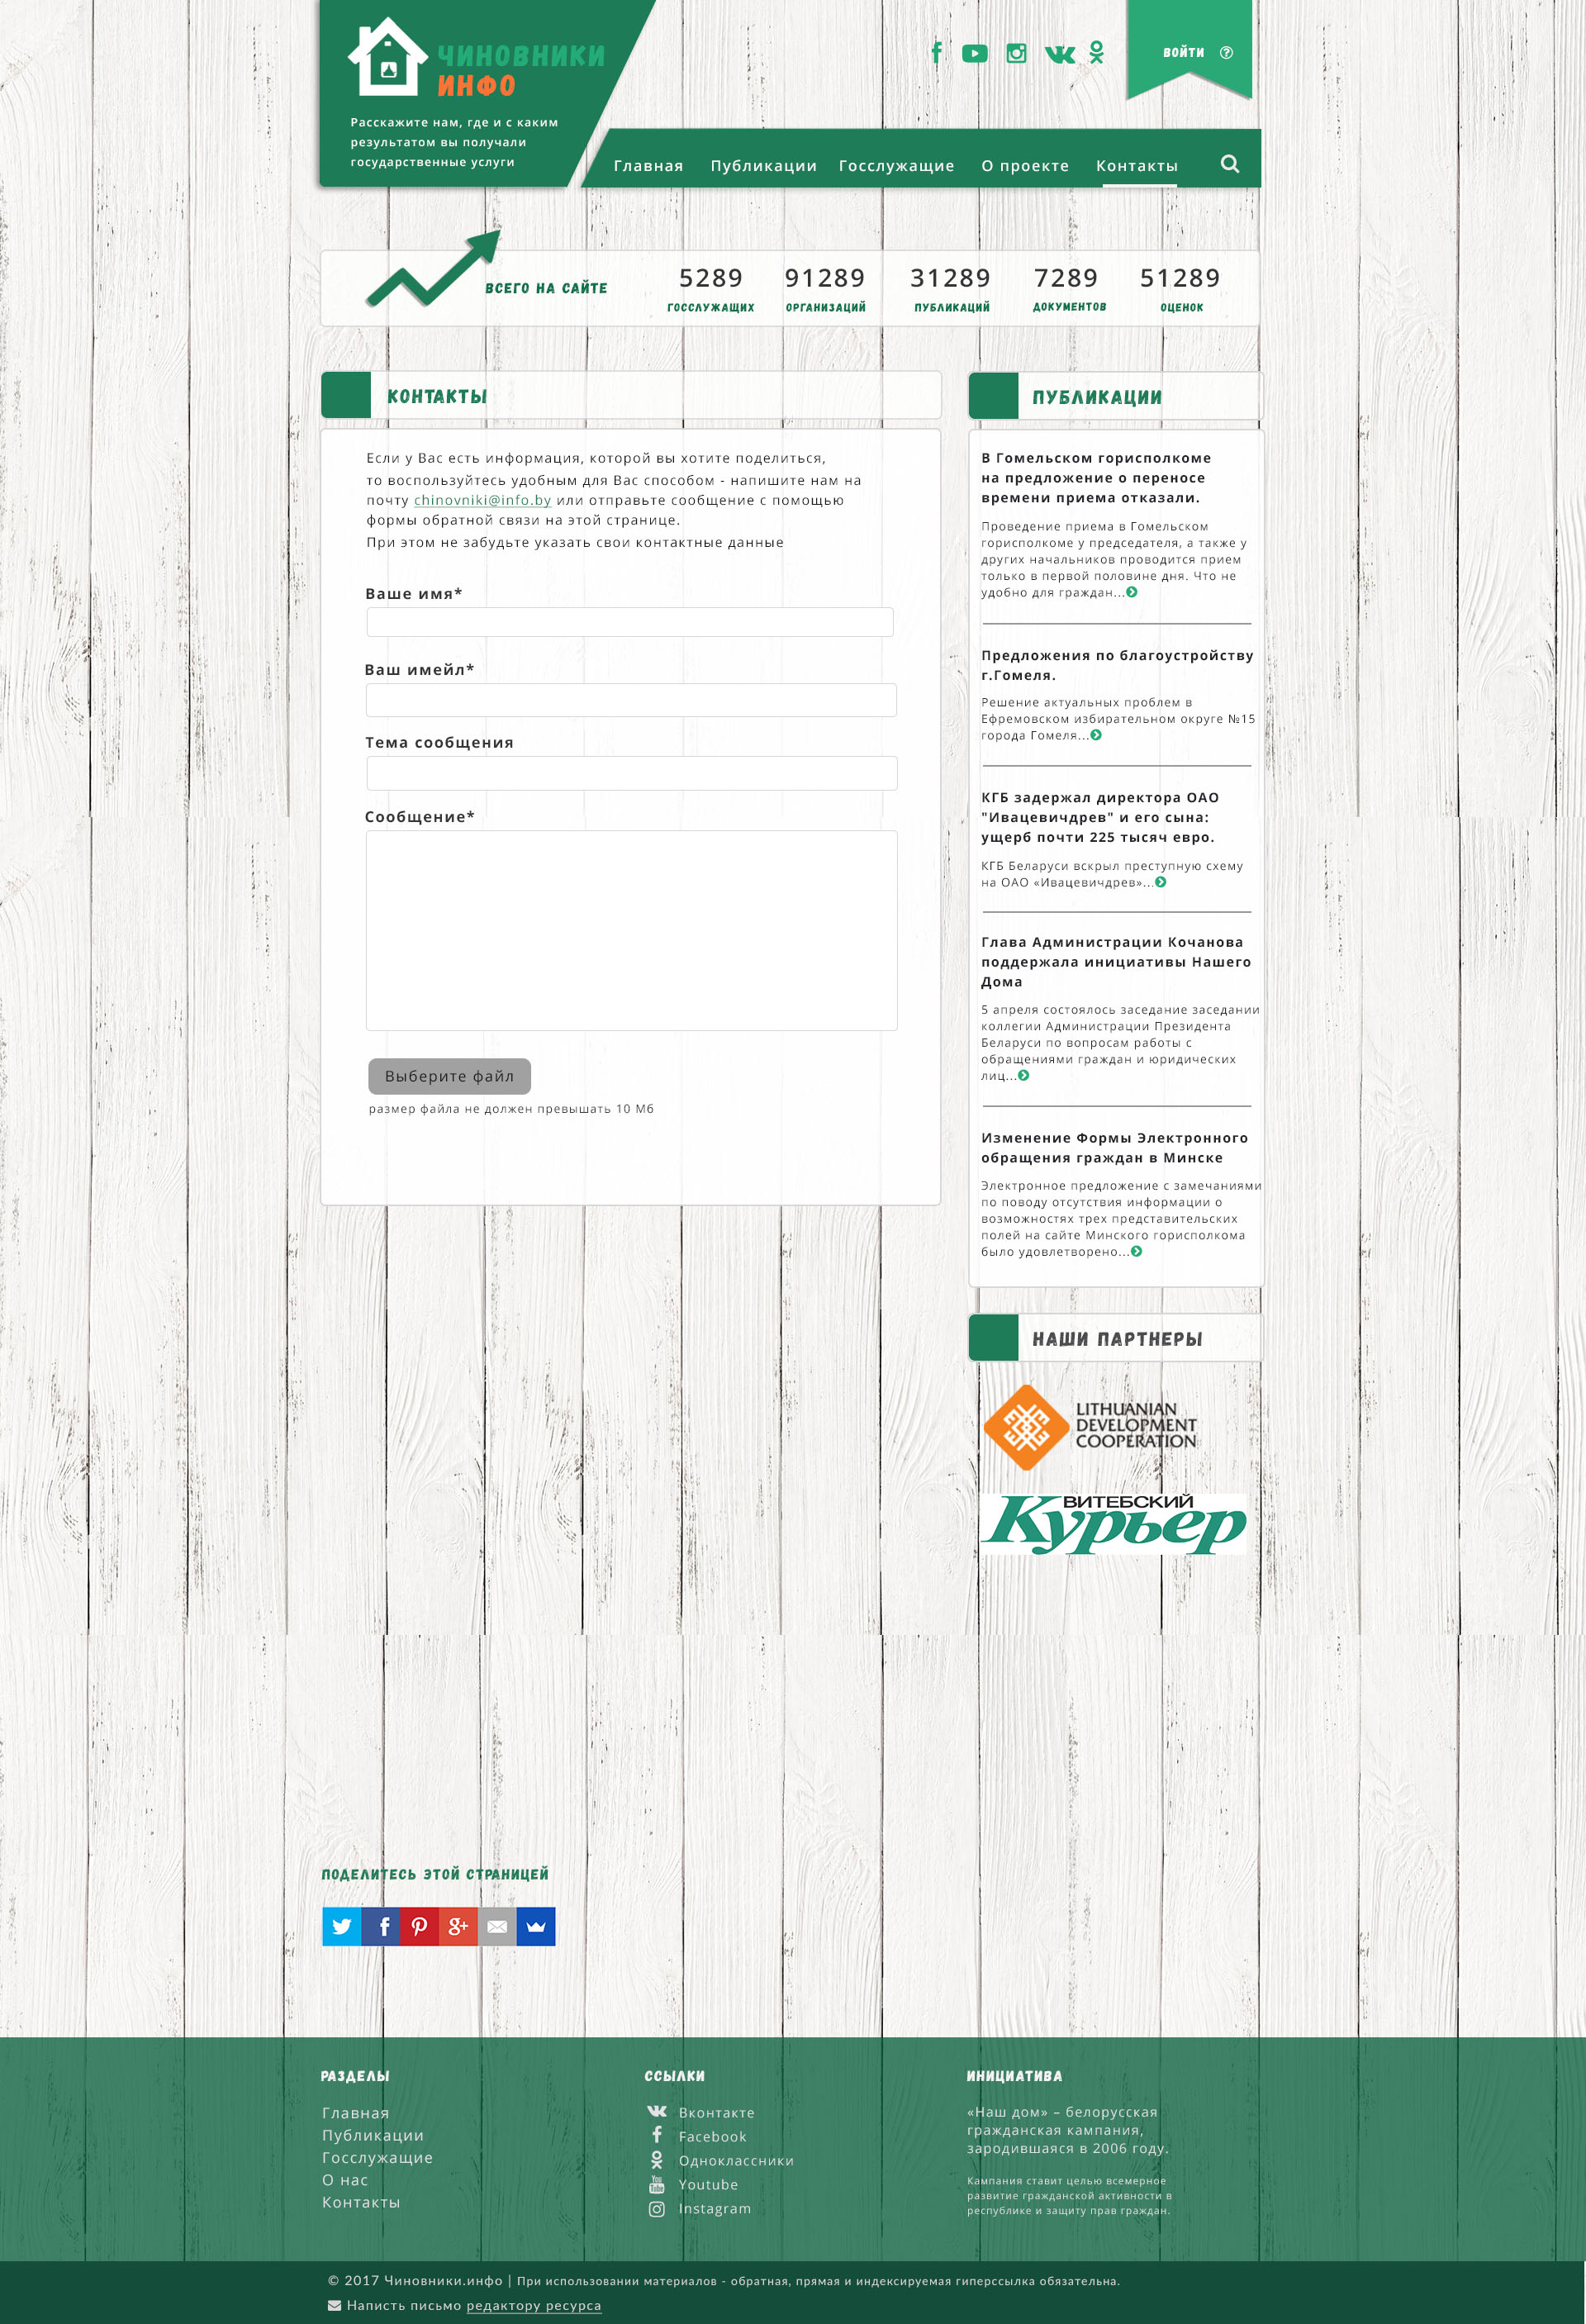 ЧИНОВНИКИ
ИНФО
Расскажите нам, где и с каким
результатом вы получали
государственные услуги
ВОЙТИ
Главная Публикации Госслужащие О проекте Контакты
ВСЕГО НА САЙТЕ
5289 91289 31289 7289 51289
ГОССЛУЖАЩИХ ОРГАНИЗАЦИЙ ПУБЛИКАЦИЙ ДОКУМЕНТОВ ОЦЕНОК
КОНТАКТЫ
Если у Вас есть информация, которой вы хотите поделиться,
то воспользуйтесь удобным для Вас способом - напишите нам на
почту chinovniki@info.by или отправьте сообщение с помощью
формы обратной связи на этой странице.
При этом не забудьте указать свои контактные данные
Ваше имя*
Ваш имейл*
Тема сообщения
Сообщение*
Выберите файл
размер файла не должен превышать 10 Мб
ПУБЛИКАЦИИ
В Гомельском горисполкоме
на предложение о переносе
времени приема отказали.
Проведение приема в Гомельском
горисполкоме у председателя, а также у
других начальников проводится прием
только в первой половине дня. Что не
удобно для граждан...
Предложения по благоустройству
г.Гомеля.
Решение актуальных проблем в
Ефремовском избирательном округе №15
города Гомеля...
КГБ задержал директора ОАО
"Ивацевичдрев" и его сына:
ущерб почти 225 тысяч евро.
КГБ Беларуси вскрыл преступную схему
на ОАО «Ивацевичдрев»...
Глава Администрации Кочанова
поддержала инициативы Нашего
Дома
5 апреля состоялось заседание заседании
коллегии Администрации Президента
Беларуси по вопросам работы с
обращениями граждан и юридических
лиц...
Изменение Формы Электронного
обращения граждан в Минске
Электронное предложение с замечаниями
по поводу отсутствия информации о
возможностях трех представительских
полей на сайте Минского горисполкома
было удовлетворено...
НАШИ ПАРТНЕРЫ
LITHUANIAN
DEVELOPMENT
COOPERATION
ВИТЕБСКИЙ
Курьер
ПОДЕЛИТЕСЬ ЭТОЙ СТРАНИЦЕЙ
РАЗДЕЛЫ
Главная
Публикации
Госслужащие
О нас
Контакты
ССЫЛКИ
Вконтакте
Facebook
Одноклассники
Youtube
Instagram
ИНИЦИАТИВА
«Наш дом» – белорусская
гражданская кампания,
зародившаяся в 2006 году.
Кампания ставит целью всемерное
развитие гражданской активности в
республике и защиту прав граждан.
© 2017 Чиновники.инфо | При использовании материалов - обратная, прямая и индексируемая гиперссылка обязательна.
Напиcть письмо редактору ресурса